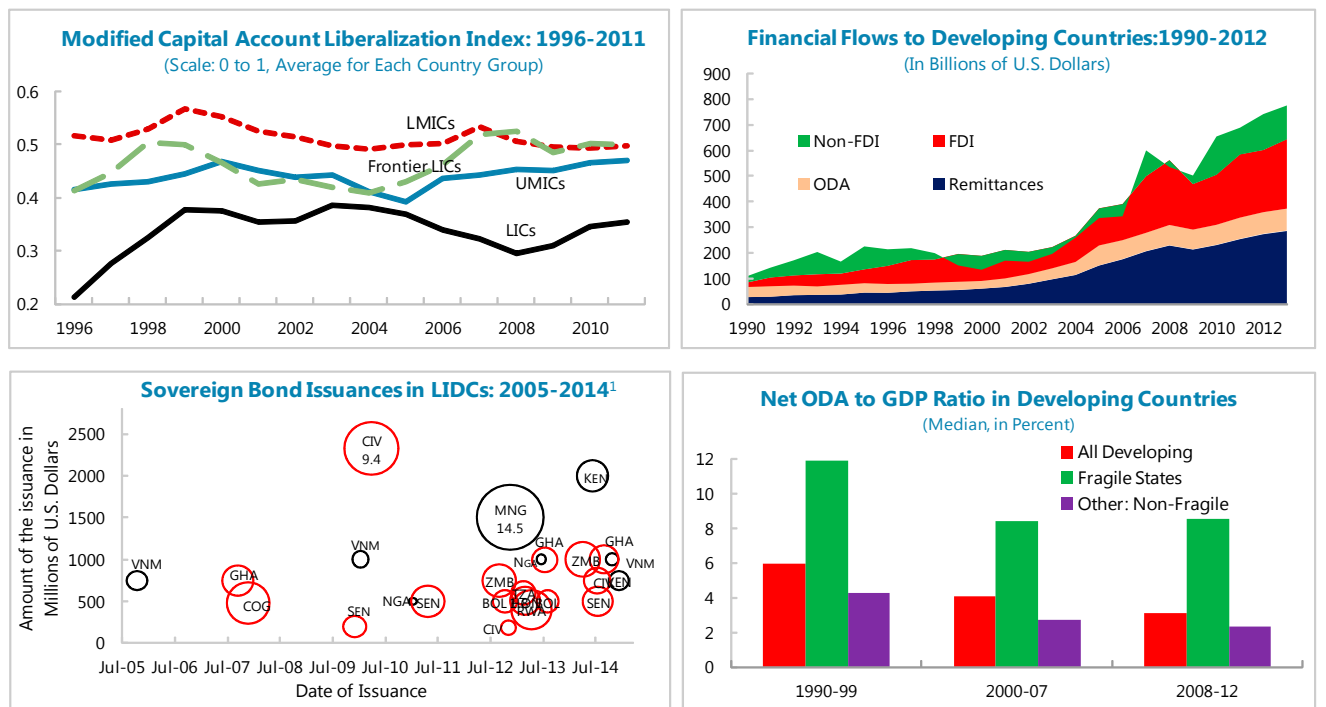 Modified Capital Account Liberalization Index: 1996-2011
(Scale: 0 to 1, Average for Each Country Group)
0.6
0.5
0.4
0.3
0.2
LMICs
Frontier LICs
UMICs
LICs
1996 1998 2000 2002 2004 2006 2008 2010
Financial Flows to Developing Countries:1990-2012
(In Billions of U.S. Dollars)
900
800
700
600
500
400
300
200
100
0
Non-FDI FDI
ODA Remittances
1990 1992 1994 1996 1998 2000 2002 2004 2006 2008 2010 2012
Sovereign Bond Issuances in LIDCs: 2005-2014¹
Amount of the issuance in
Millions of U.S. Dollars
2500
2000
1500
1000
500
0
CIV
9.4
KEN
MNG
14.5
VNM
VNM
GHA
COG
SEN
NGA
SEN
GHA
NGA
ZMB
BOL
BOL
RWA
CIV
ZMB
GHA
VNM
CIV
KEN
SEN
Jul-05 Jul-06 Jul-07 Jul-08 Jul-09 Jul-10 Jul-11 Jul-12 Jul-13 Jul-14
Date of Issuance
Net ODA to GDP Ratio in Developing Countries
(Median, in Percent)
All Developing
Fragile States
Other: Non-Fragile
12
10
8
6
4
2
0
1990-99 2000-07 2008-12